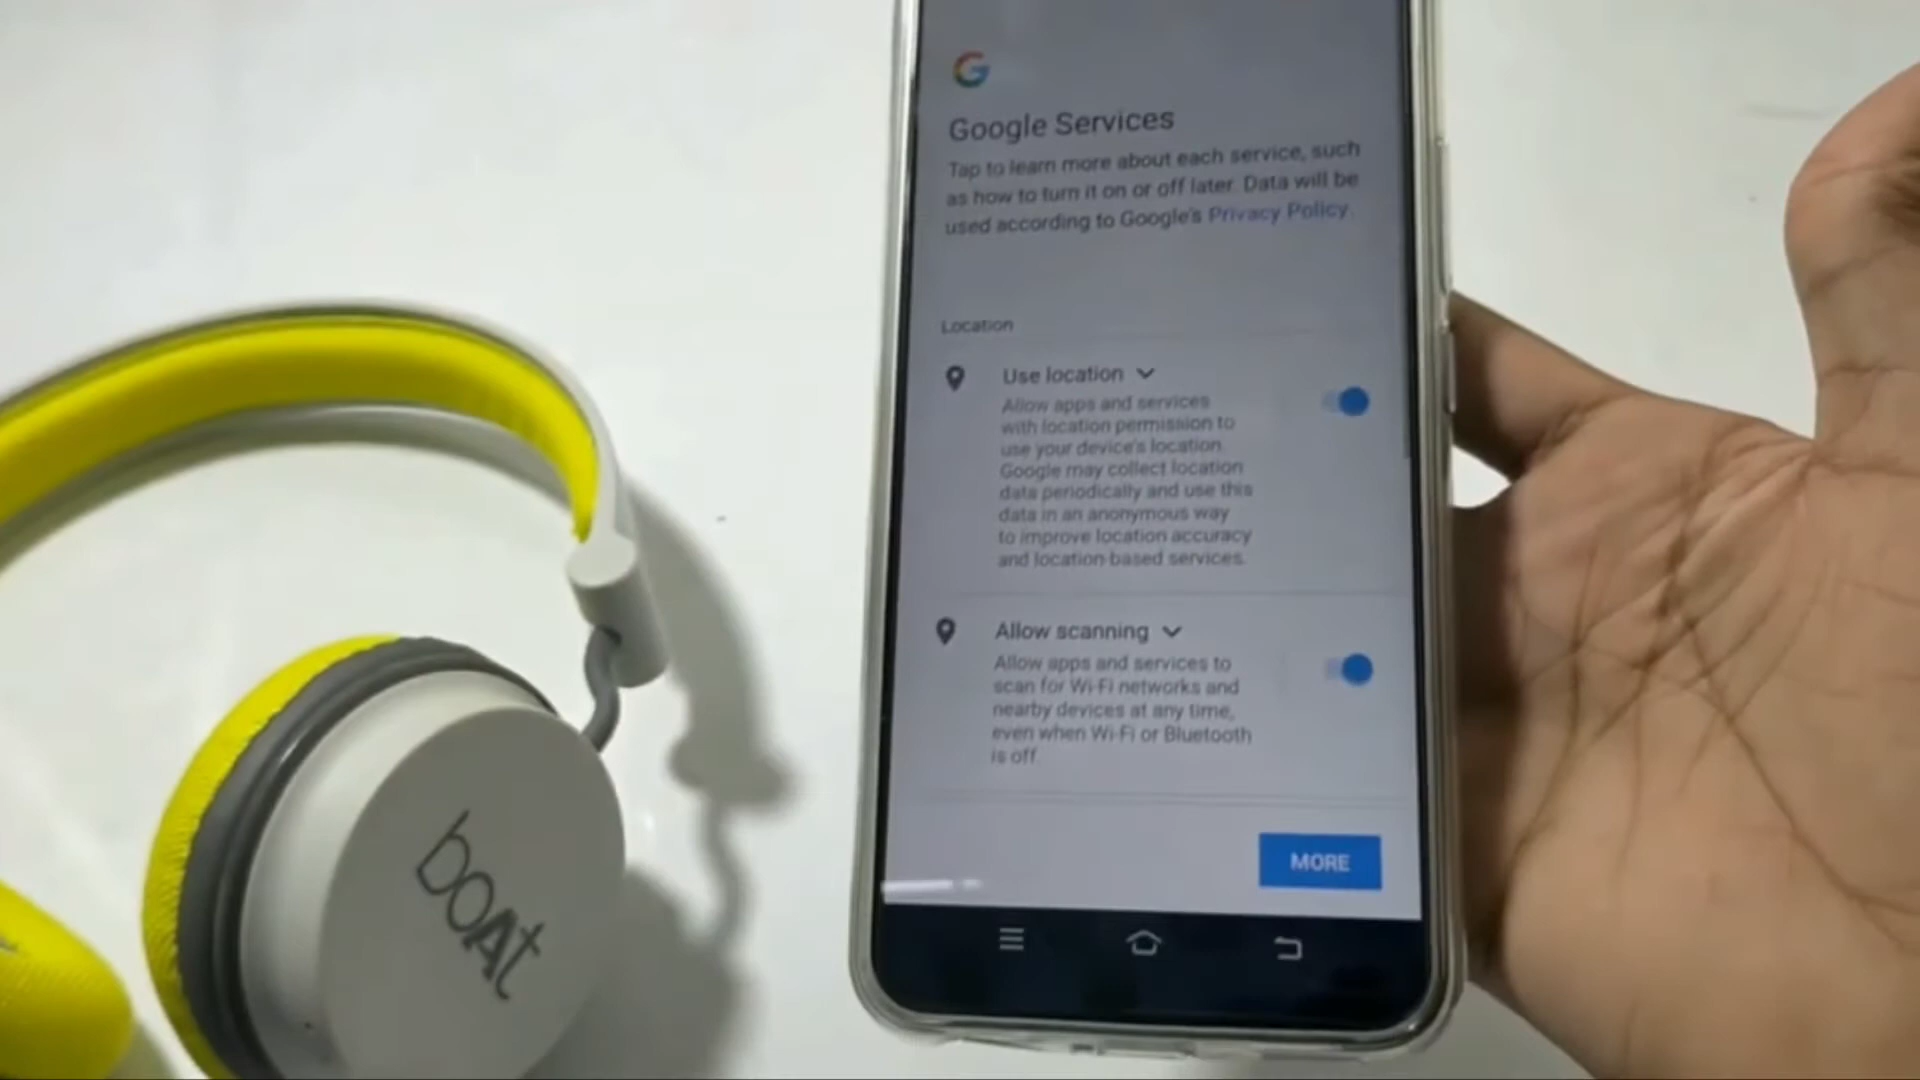 Google Services
Tap to learn more about each service, such
as how to turn it on or off later. Data will be
used according to Google's Privacy Policy.
Location
Use location
Allow apps and services
with location permission to
use your device's location.
Google may collect location
data periodically and use this
data in an anonymous way
to improve location accuracy
and location-based services.
Allow scanning
Allow apps and services to
scan for Wi-Fi networks and
nearby devices at any time,
even when Wi-Fi or Bluetooth
is off.
MORE
boAt